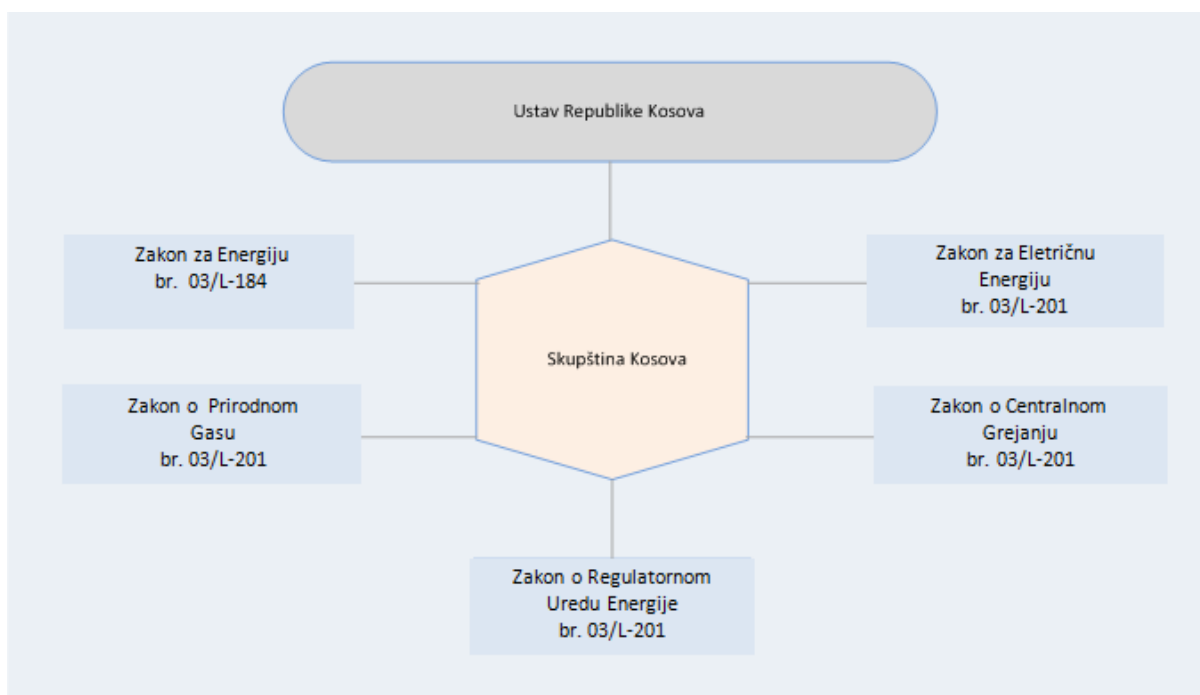 Ustav Republike Kosova
Zakon za Energiju
br. 03/L-184
Zakon za Eletričnu
Energiju
br. 03/L-201
Skupština Kosova
Zakon o Prirodnom
Gasu
br. 03/L-201
Zakon o Centralnom
Grejanju
br. 03/L-201
Zakon o Regulatornom
Uredu Energije
br. 03/L-201